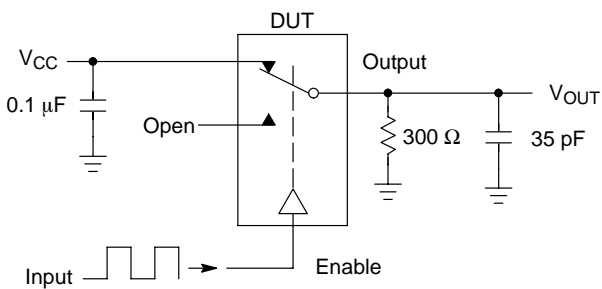 DUT
VCC
Output
VOUT
0.1 μF
Open
300 Ω
35 pF
Input
Enable